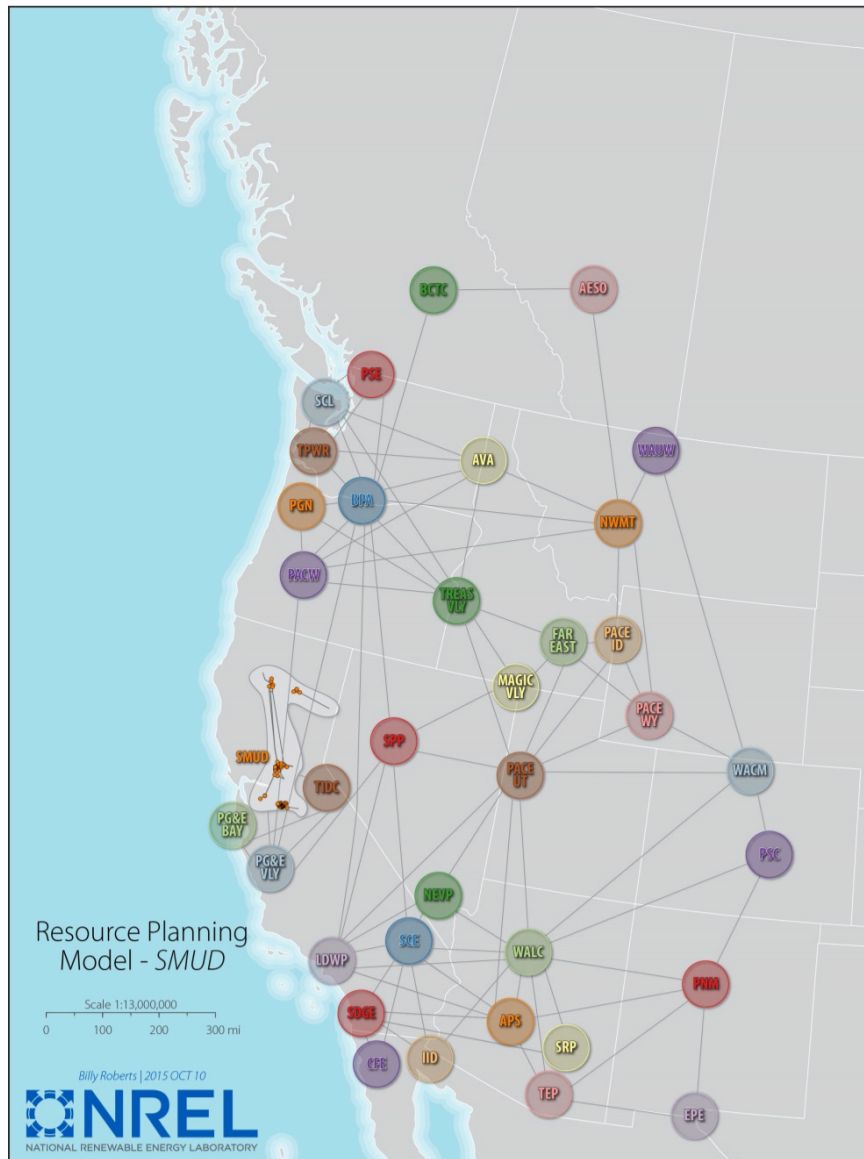 BCTC
AESO
PSE
SCL
TPWR
AVA
WAUW
PGN
BPA
NWMT
PACW
TREAS
VLY
FAR
EAST
PACE
ID
MAGIC
VLY
PACE
WY
SPP
SMUD
PACE
UT
WACM
TIDC
PG&E
BAY
PG&E
VLY
PSC
NEVP
SCE
WALC
LDWP
PNM
SDGE
APS
SRP
CFE
IID
TEP
EPE
Resource Planning
Model - SMUD
Scale 1:13,000,000
0 100 200 300 mi
Billy Roberts | 2015 OCT 10
NREL
NATIONAL RENEWABLE ENERGY LABORATORY